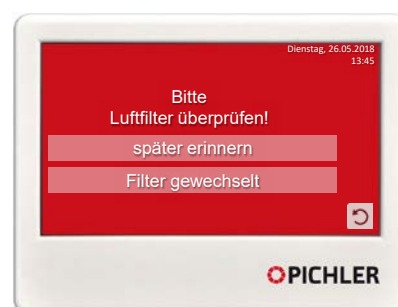 Dienstag, 26.05.2018
13:45
Bitte
Luftfilter überprüfen!
später erinnern
Filter gewechselt
PICHLER